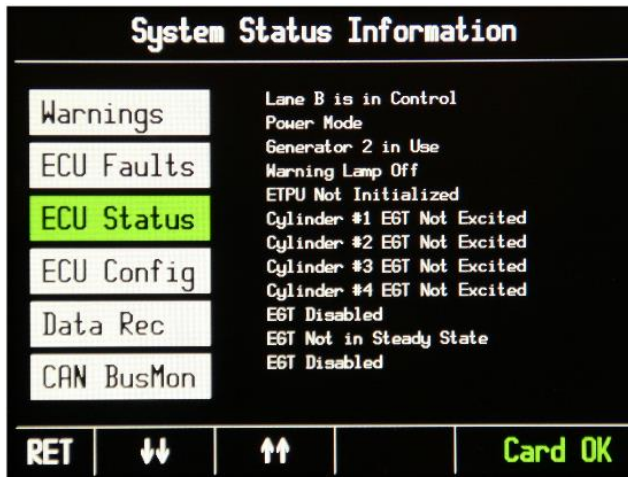 System Status Information
Warnings
ECU Faults
ECU Status
ECU Config
Data Rec
CAN BusMon
Lane B is in Control
Power Mode
Generator 2 in Use
Warning Lamp Off
ETPU Not Initialized
Cylinder #1 EGT Not Excited
Cylinder #2 EGT Not Excited
Cylinder #3 EGT Not Excited
Cylinder #4 EGT Not Excited
EGT Disabled
EGT Not in Steady State
EGT Disabled
RET ↓↓ ↑↑ Card OK